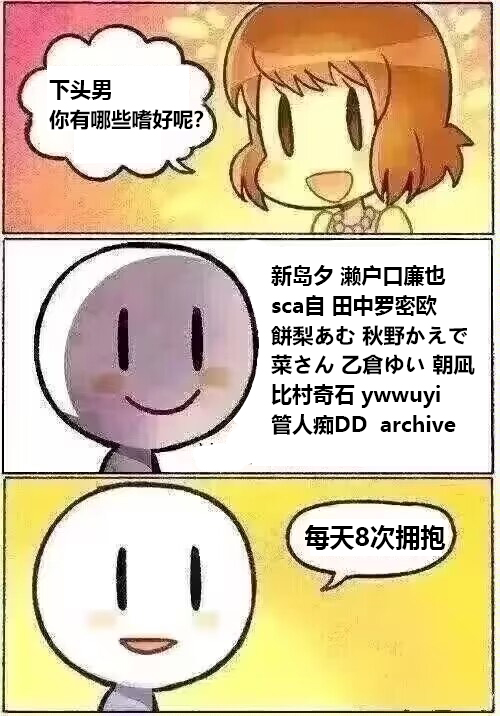 下头男
你有哪些嗜好呢?
新岛夕 濑户口廉也
sca自 田中罗密欧
餅梨あむ 秋野かえで
菜さん 乙倉ゆい 朝凪
比村奇石 ywwuyi
管人痴DD archive
每天8次拥抱